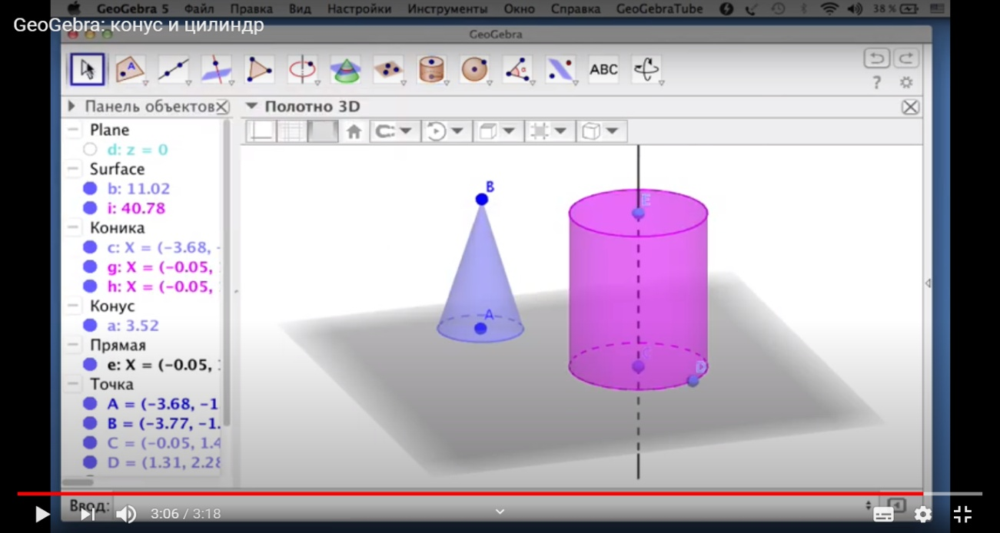 GeoGebra 5 Файл Правка Вид Настройки Инструменты Окно Справка GeoGebraTube 38 %
GeoGebra: конус и цилиндр
GeoGebra
ABC
?
Панель объектов
Полотно 3D
Plane
d: z = 0
Surface
b: 11.02
i: 40.78
Коника
c: X = (−3.68, -
g: X = (−0.05,
h: X = (−0.05,
Конус
a: 3.52
Прямая
e: X = (−0.05,
Точка
A = (−3.68, −1
B = (−3.77, −1.
C = (−0.05, 1.4
D = (1.31, 2.28
B
A
E
C
D
Ввод:
3:06 / 3:18